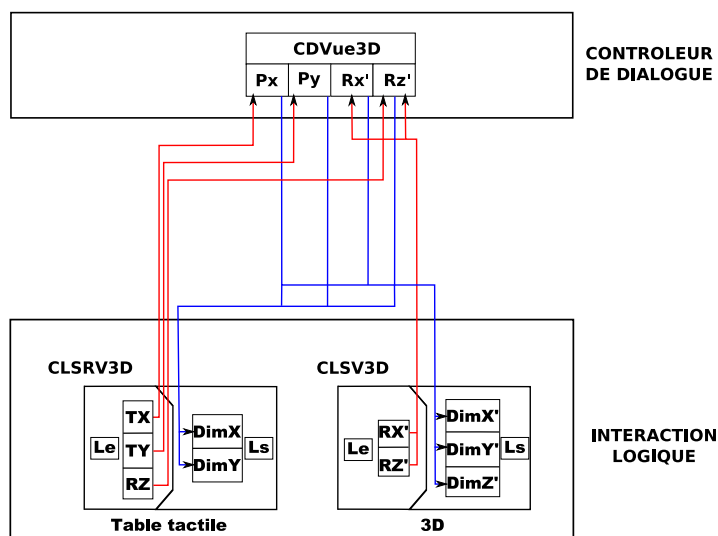 CDVue3D
Px Py Rx' Rz'
CONTROLEUR
DE DIALOGUE
CLSRV3D
CLSV3D
TX
TY
RZ
Le
DimX
DimY
Ls
Table tactile
RX'
RZ'
Le
DimX'
DimY'
DimZ'
Ls
3D
INTERACTION
LOGIQUE